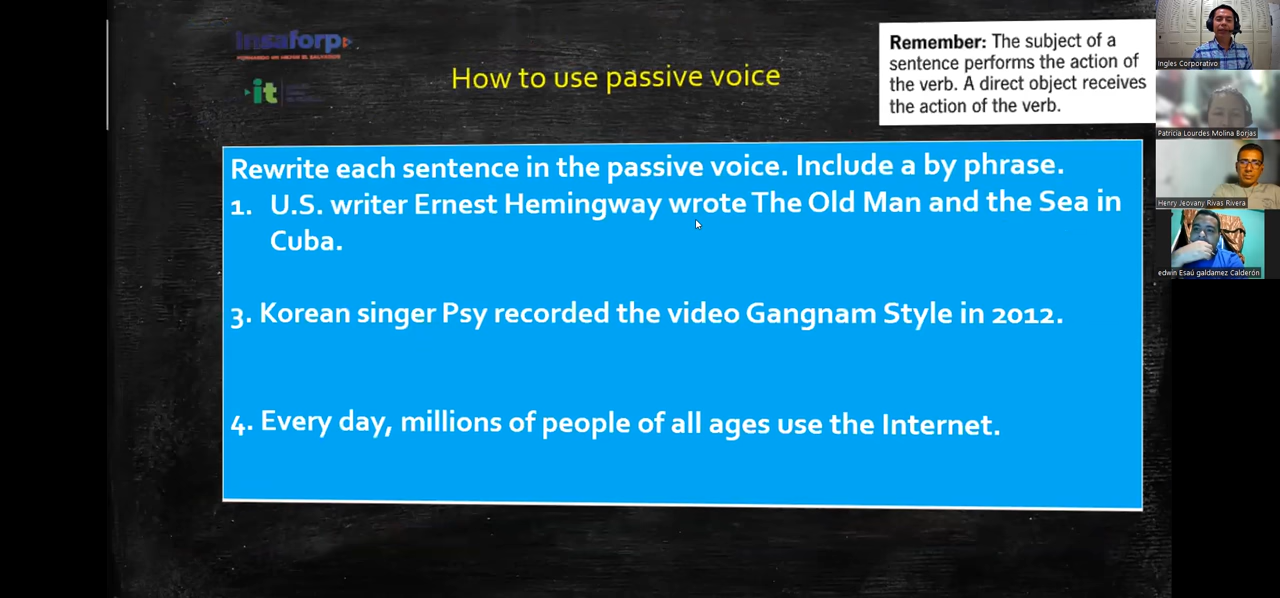 insaforp
it
How to use passive voice
Remember: The subject of a
sentence performs the action of
the verb. A direct object receives
the action of the verb.
Rewrite each sentence in the passive voice. Include a by phrase.
1. U.S. writer Ernest Hemingway wrote The Old Man and the Sea in
Cuba.
3. Korean singer Psy recorded the video Gangnam Style in 2012.
4. Every day, millions of people of all ages use the Internet.
Ingles Corporativo
Patricia Lourdes Molina Borjas
Henry Jeovany Rivas Rivera
edwin Esaú galdamez Calderón